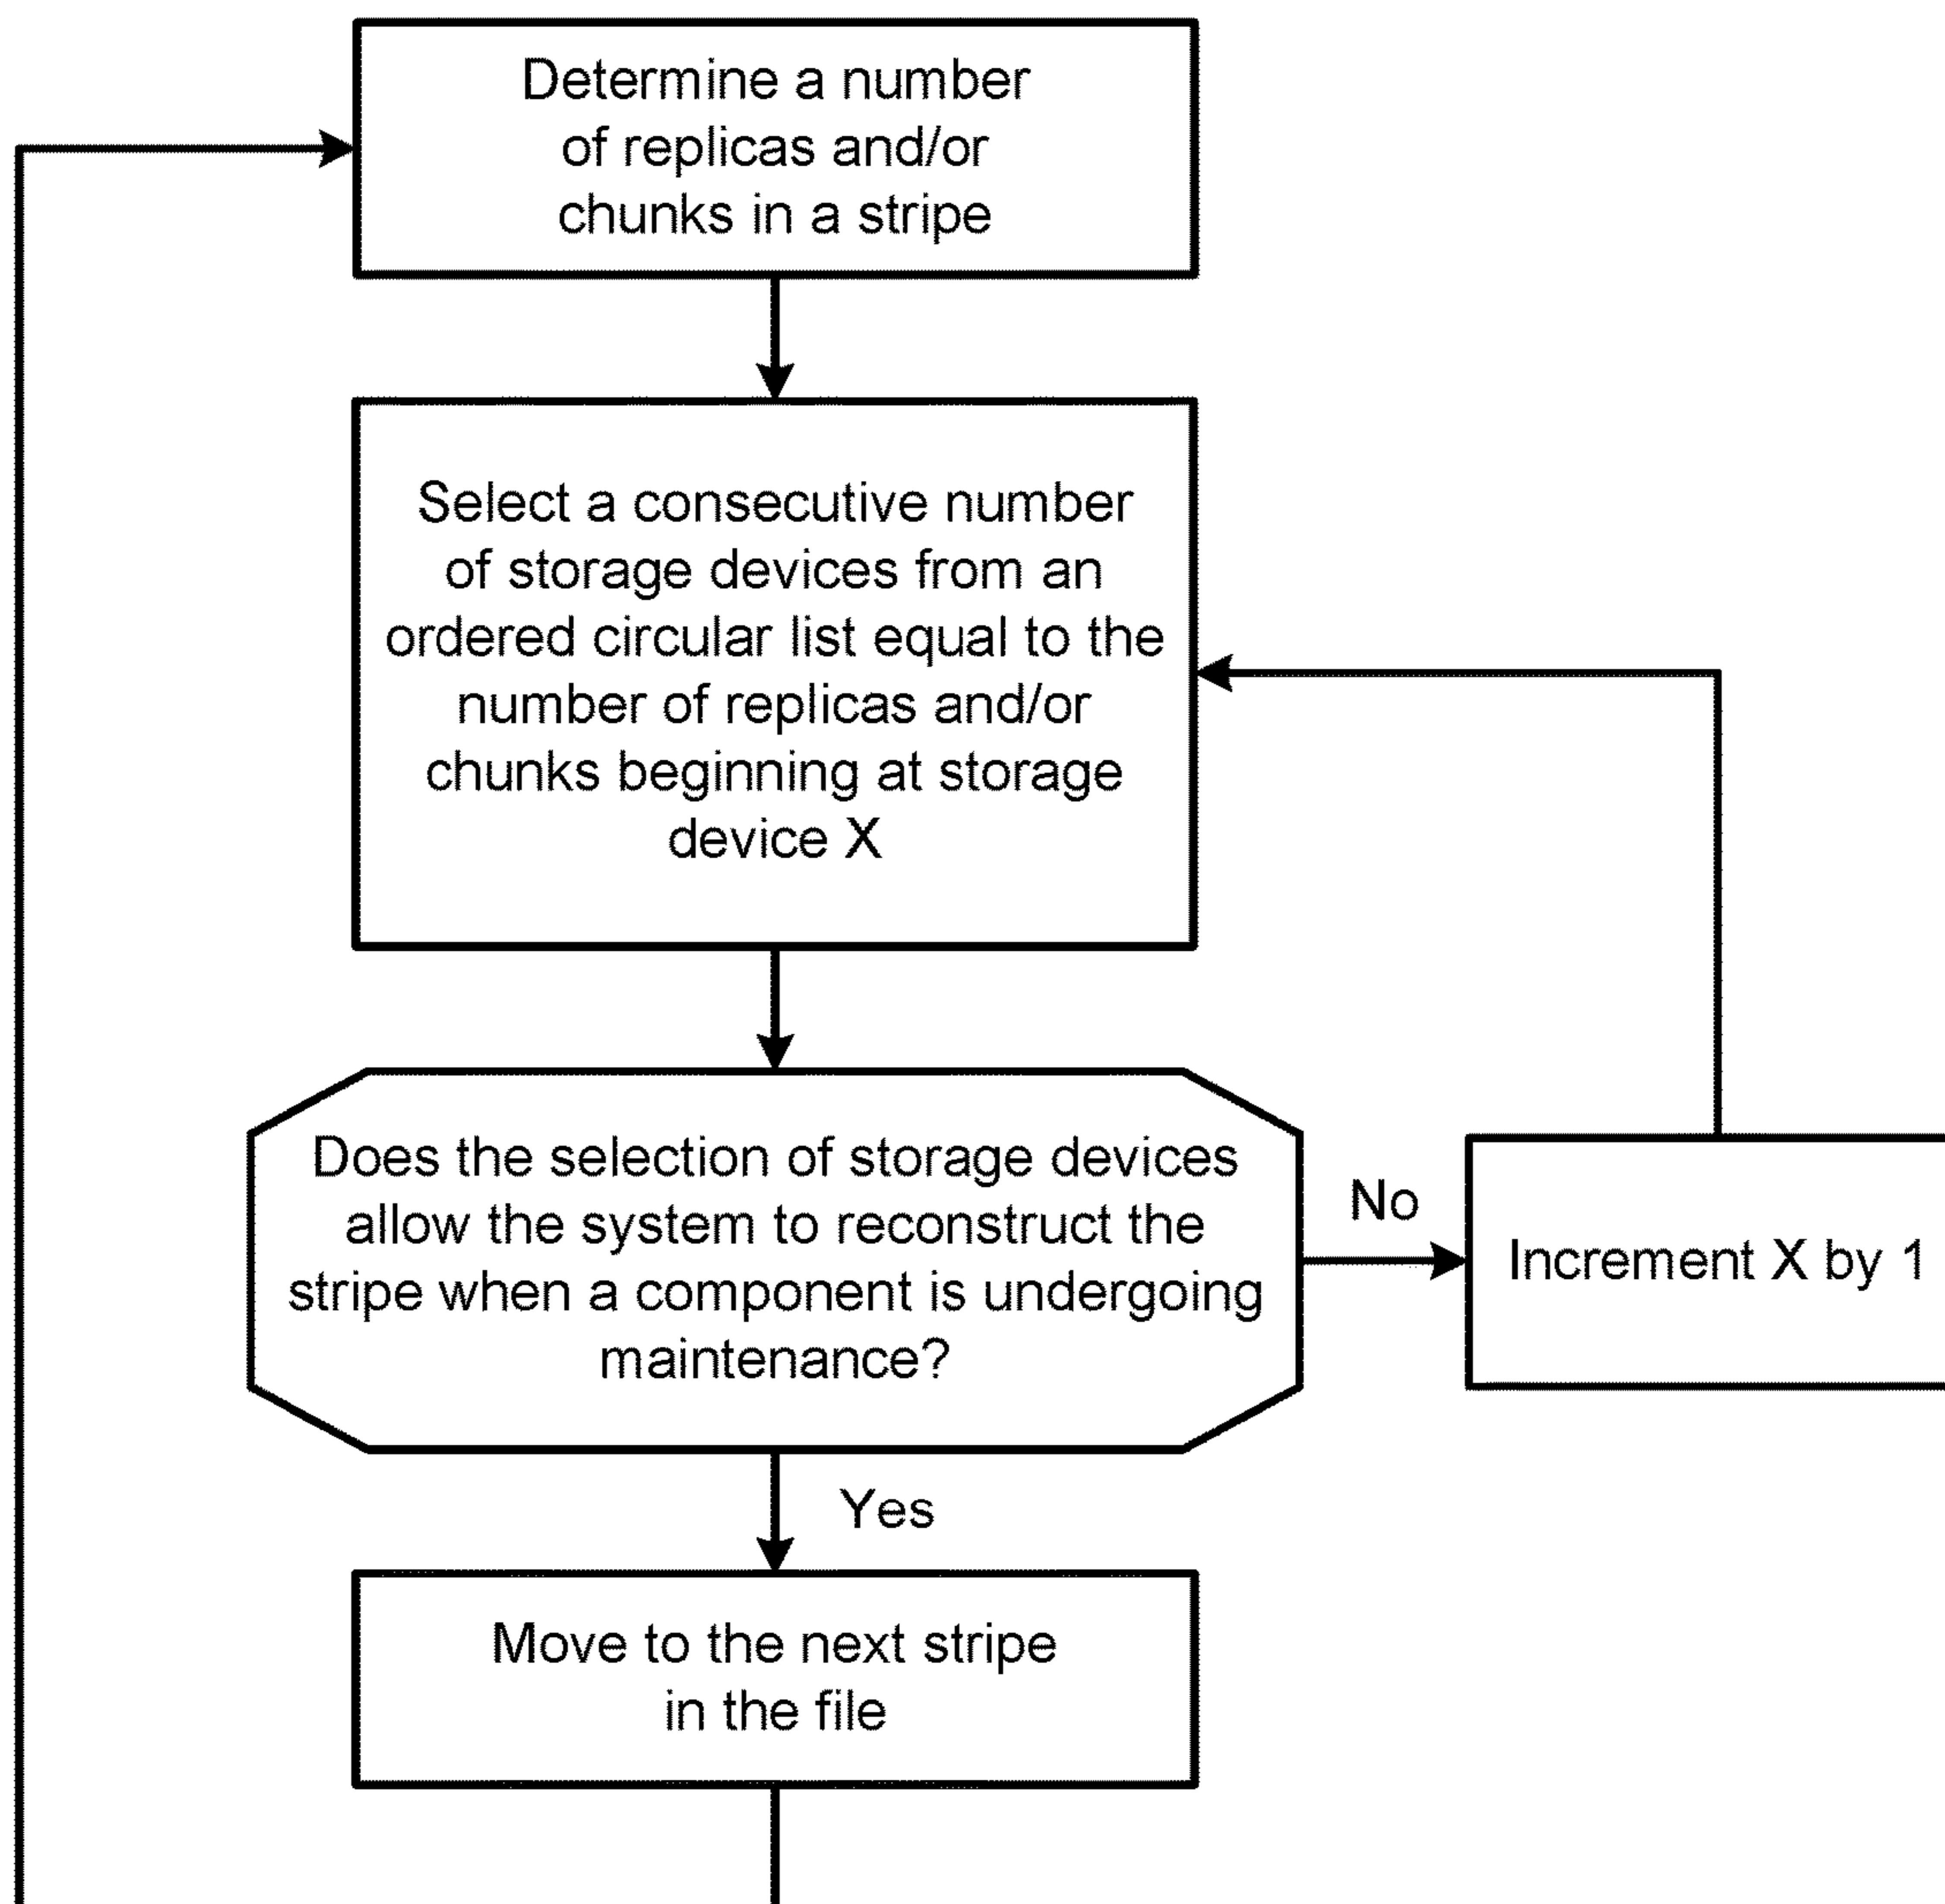 Determine a number
of replicas and/or
chunks in a stripe
Select a consecutive number
of storage devices from an
ordered circular list equal to the
number of replicas and/or
chunks beginning at storage
device X
Does the selection of storage devices
allow the system to reconstruct the
stripe when a component is undergoing
maintenance?
No
Increment X by 1
Yes
Move to the next stripe
in the file